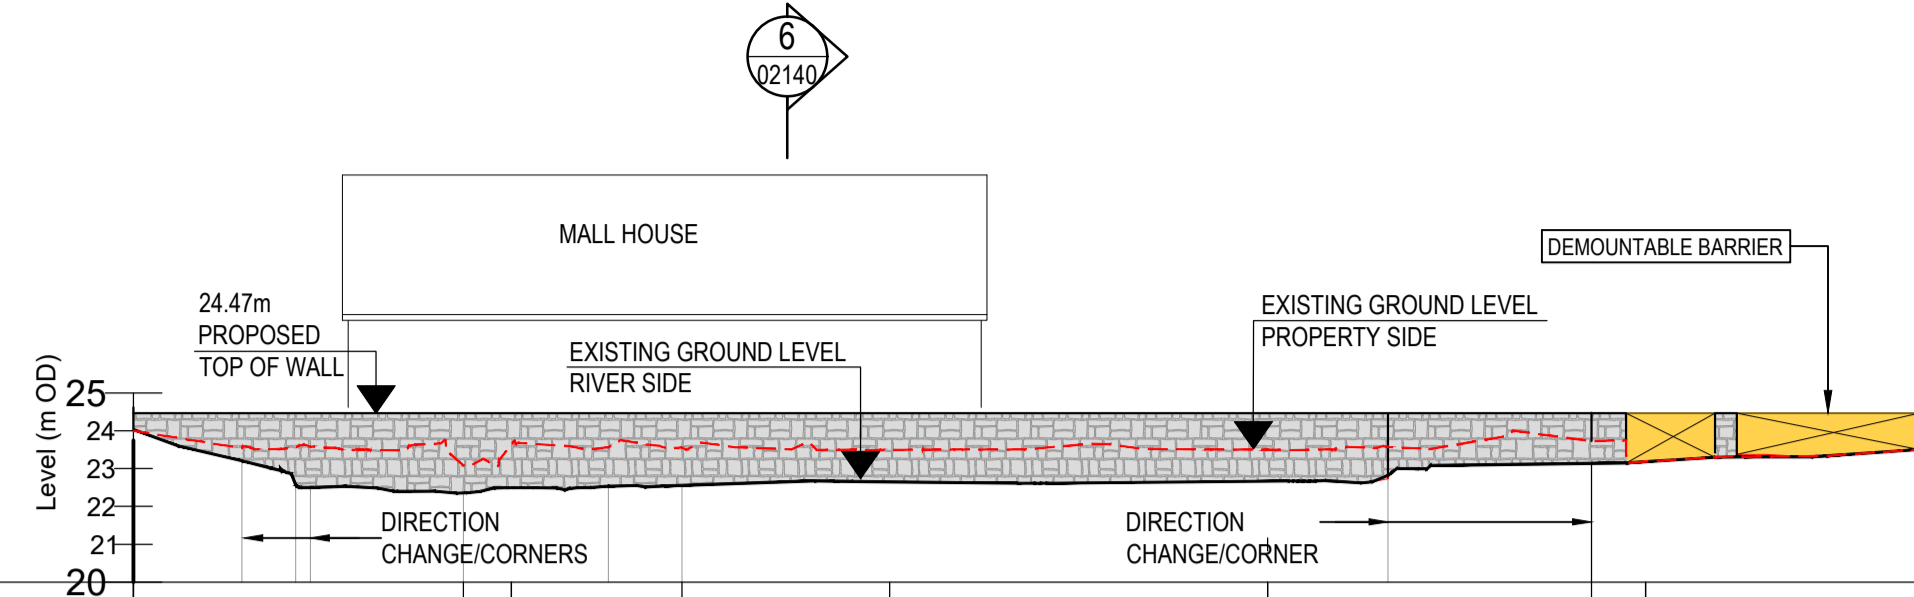 6
02140
MALL HOUSE
DEMOUNTABLE BARRIER
24.47m
PROPOSED
TOP OF WALL
EXISTING GROUND LEVEL
RIVER SIDE
EXISTING GROUND LEVEL
PROPERTY SIDE
Level (m OD)
25
24
23
22
21
20
DIRECTION
CHANGE/CORNERS
DIRECTION
CHANGE/CORNER